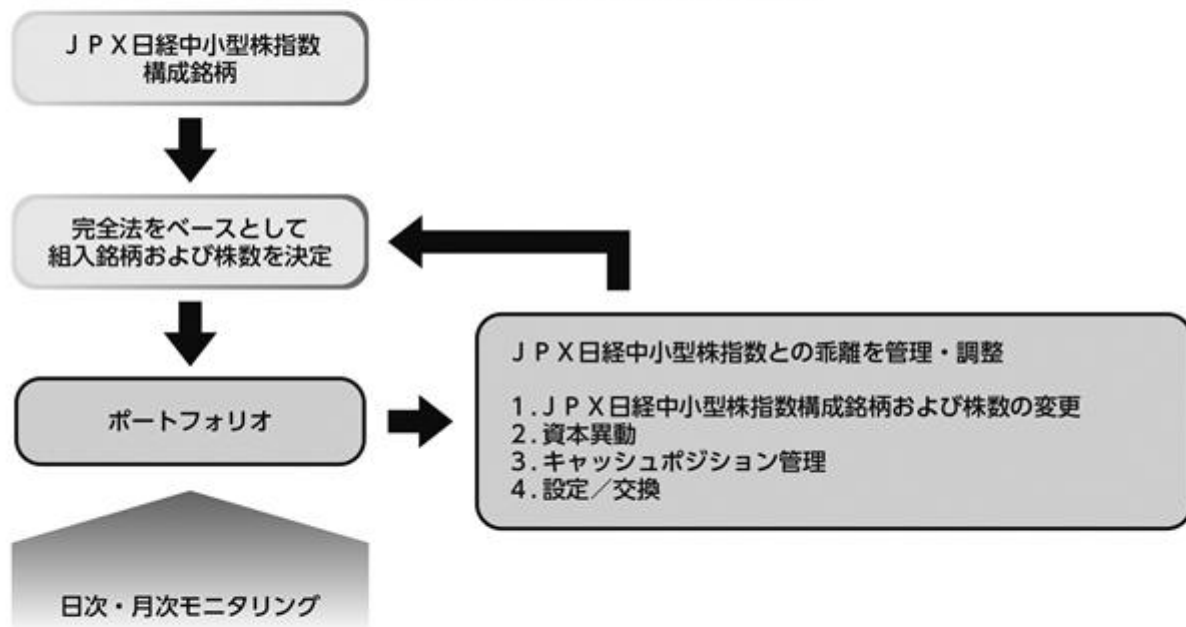 ＪＰＸ日経中小型株指数
構成銘柄
完全法をベースとして
組入銘柄および株数を決定
ポートフォリオ
ＪＰＸ日経中小型株指数との乖離を管理・調整
1．ＪＰＸ日経中小型株指数構成銘柄および株数の変更
2．資本異動
3．キャッシュポジション管理
4．設定／交換
日次・月次モニタリング